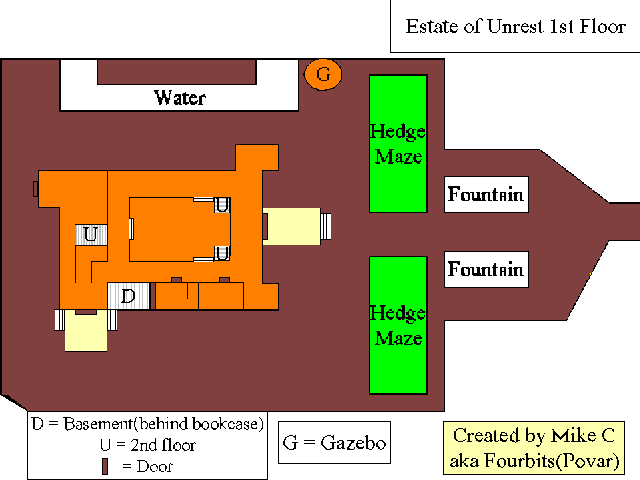 Estate of Unrest 1st Floor
G
Water
Hedge
Maze
Fountain
U
U
U
Fountain
D
Hedge
Maze
D = Basement(behind bookcase)
U = 2nd floor
= Door
G = Gazebo
Created by Mike C
aka Fourbits(Povar)